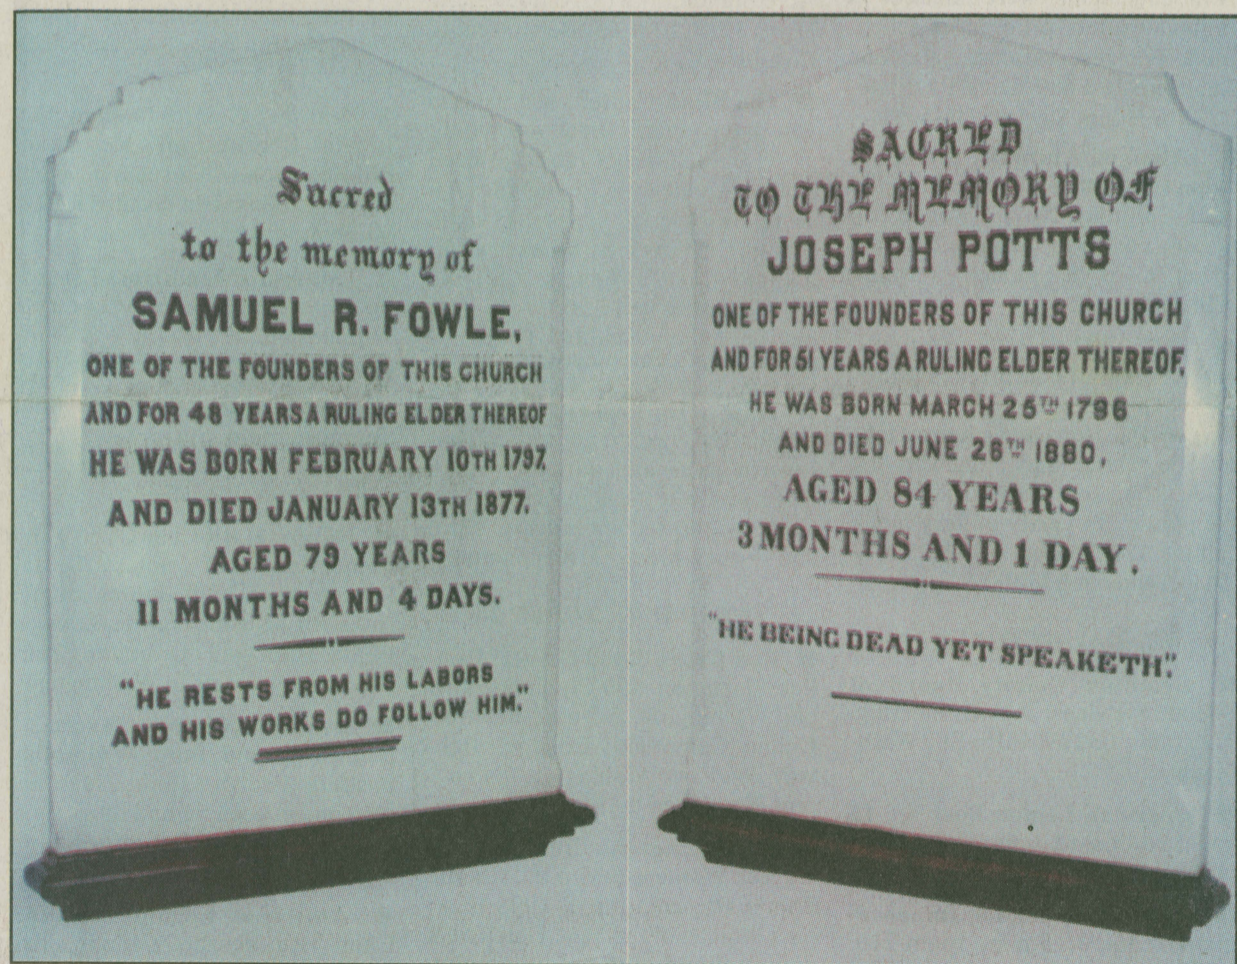 Sacred
to the memory of
SAMUEL R. FOWLE,
ONE OF THE FOUNDERS OF THIS CHURCH
AND FOR 48 YEARS A RULING ELDER THEREOF
HE WAS BORN FEBRUARY 10TH 1797.
AND DIED JANUARY 13TH 1877.
AGED 79 YEARS
11 MONTHS AND 4 DAYS.
"HE RESTS FROM HIS LABORS
AND HIS WORKS DO FOLLOW HIM."
SACRED
TO THE MEMORY OF
JOSEPH POTTS
ONE OF THE FOUNDERS OF THIS CHURCH
AND FOR 51 YEARS A RULING ELDER THEREOF.
HE WAS BORN MARCH 25TH 1796
AND DIED JUNE 26TH 1880,
AGED 84 YEARS
3 MONTHS AND 1 DAY.
"HE BEING DEAD YET SPEAKETH."